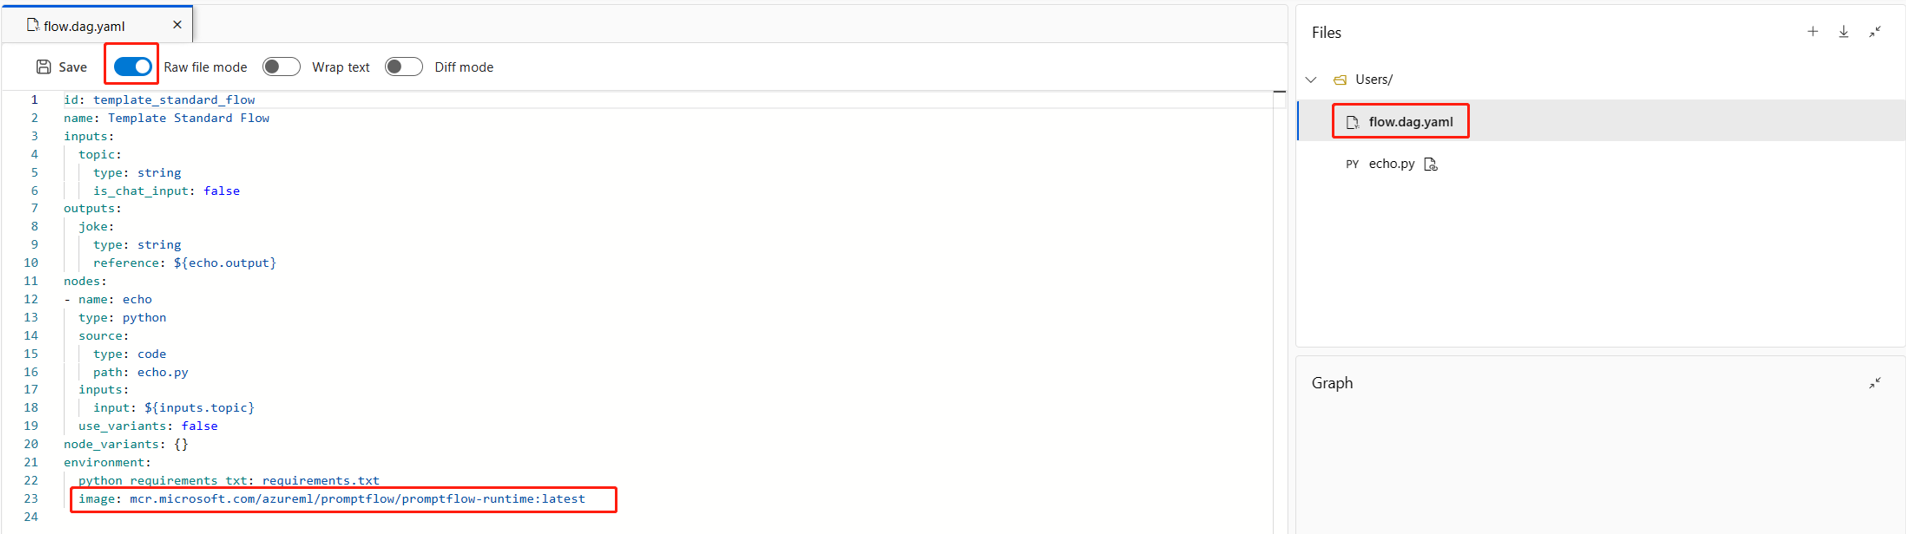 flow.dag.yaml ×
Save Raw file mode Wrap text Diff mode
1 id: template_standard_flow
2 name: Template Standard Flow
3 inputs:
4 topic:
5 type: string
6 is_chat_input: false
7 outputs:
8 joke:
9 type: string
10 reference: ${echo.output}
11 nodes:
12 - name: echo
13 type: python
14 source:
15 type: code
16 path: echo.py
17 inputs:
18 input: ${inputs.topic}
19 use_variants: false
20 node_variants: {}
21 environment:
22 python_requirements_txt: requirements.txt
23 image: mcr.microsoft.com/azureml/promptflow/promptflow-runtime:latest
24
Files
Users/
flow.dag.yaml
PY echo.py
Graph